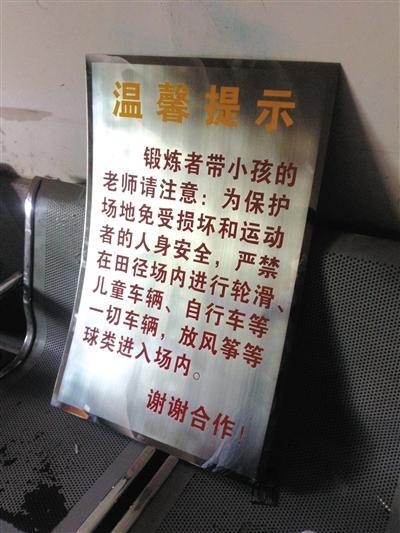 温馨提示
锻炼者带小孩的
老师请注意：为保护
场地免受损坏和运动
者的人身安全，严禁
在田径场内进行轮滑、
儿童车辆、自行车等
一切车辆，放风筝等
球类进入场内。
谢谢合作！